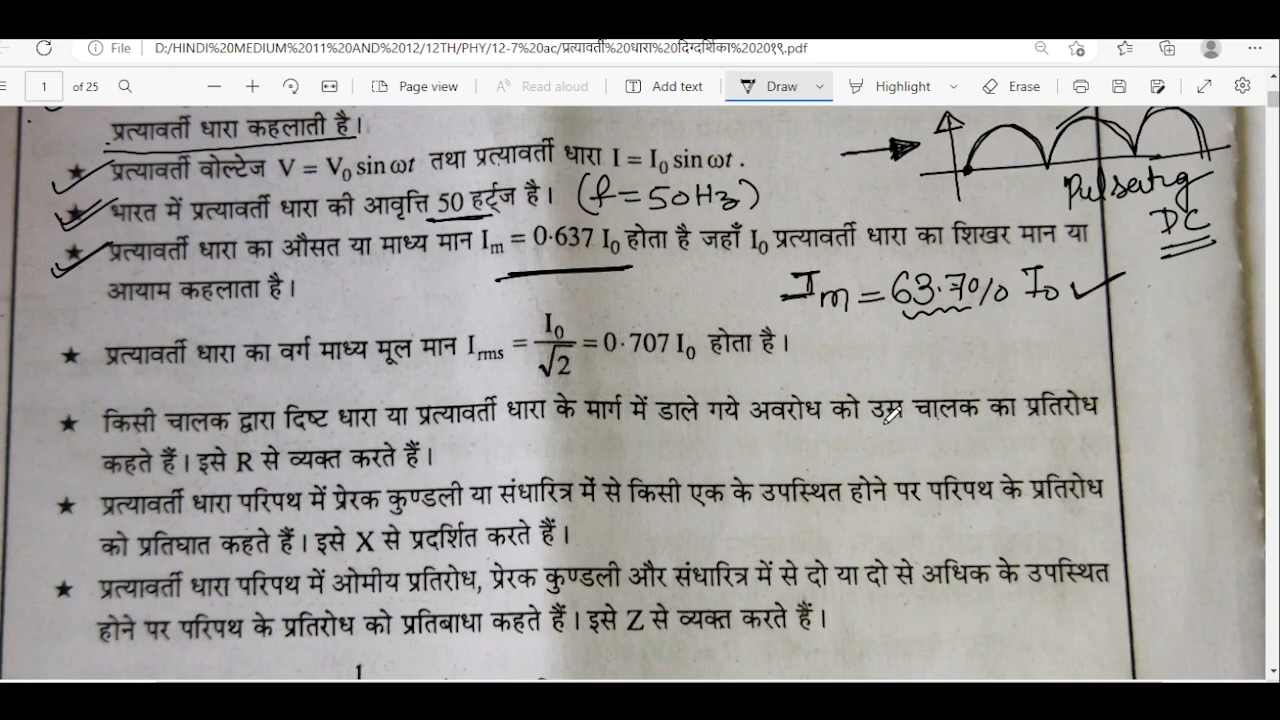 File D:/HINDI%20MEDIUM%2011%20AND%2012/12TH/PHY/12-7%20ac/प्रत्यावर्ती%20धारा%20दिग्दर्शिका%202019.pdf
1 of 25 Page view Read aloud Add text Draw Highlight Erase
प्रत्यावर्ती धारा कहलाती है।
★ प्रत्यावर्ती वोल्टेज V = V₀ sin ωt तथा प्रत्यावर्ती धारा I = I₀ sin ωt .
Pulsating
DC
★ भारत में प्रत्यावर्ती धारा की आवृत्ति 50 हर्ट्ज है। (f = 50Hz)
★ प्रत्यावर्ती धारा का औसत या माध्य मान Iₘ = 0·637 I₀ होता है जहाँ I₀ प्रत्यावर्ती धारा का शिखर मान या
आयाम कहलाता है।
Iₘ = 63.7% I₀
★ प्रत्यावर्ती धारा का वर्ग माध्य मूल मान Iᵣₘₛ = I₀/√2 = 0·707 I₀ होता है।
★ किसी चालक द्वारा दिष्ट धारा या प्रत्यावर्ती धारा के मार्ग में डाले गये अवरोध को उस चालक का प्रतिरोध
कहते हैं। इसे R से व्यक्त करते हैं।
★ प्रत्यावर्ती धारा परिपथ में प्रेरक कुण्डली या संधारित्र में से किसी एक के उपस्थित होने पर परिपथ के प्रतिरोध
को प्रतिघात कहते हैं। इसे X से प्रदर्शित करते हैं।
★ प्रत्यावर्ती धारा परिपथ में ओमीय प्रतिरोध, प्रेरक कुण्डली और संधारित्र में से दो या दो से अधिक के उपस्थित
होने पर परिपथ के प्रतिरोध को प्रतिबाधा कहते हैं। इसे Z से व्यक्त करते हैं।